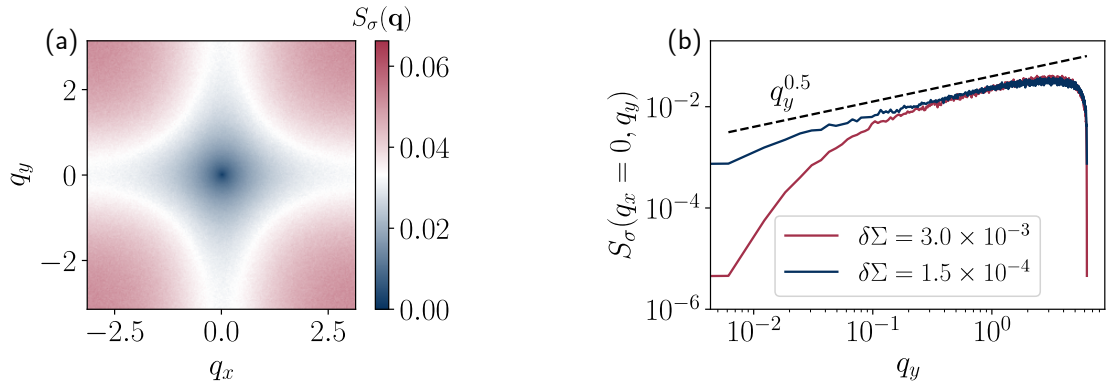 (a)
S_σ(q)
2
0
−2
q_y
−2.5
0.0
2.5
q_x
0.06
0.04
0.02
0.00
(b)
q_y^{0.5}
10^{−2}
10^{−4}
10^{−6}
S_σ(q_x = 0, q_y)
δΣ = 3.0 × 10^{−3}
δΣ = 1.5 × 10^{−4}
10^{−2}
10^{−1}
10^{0}
q_y